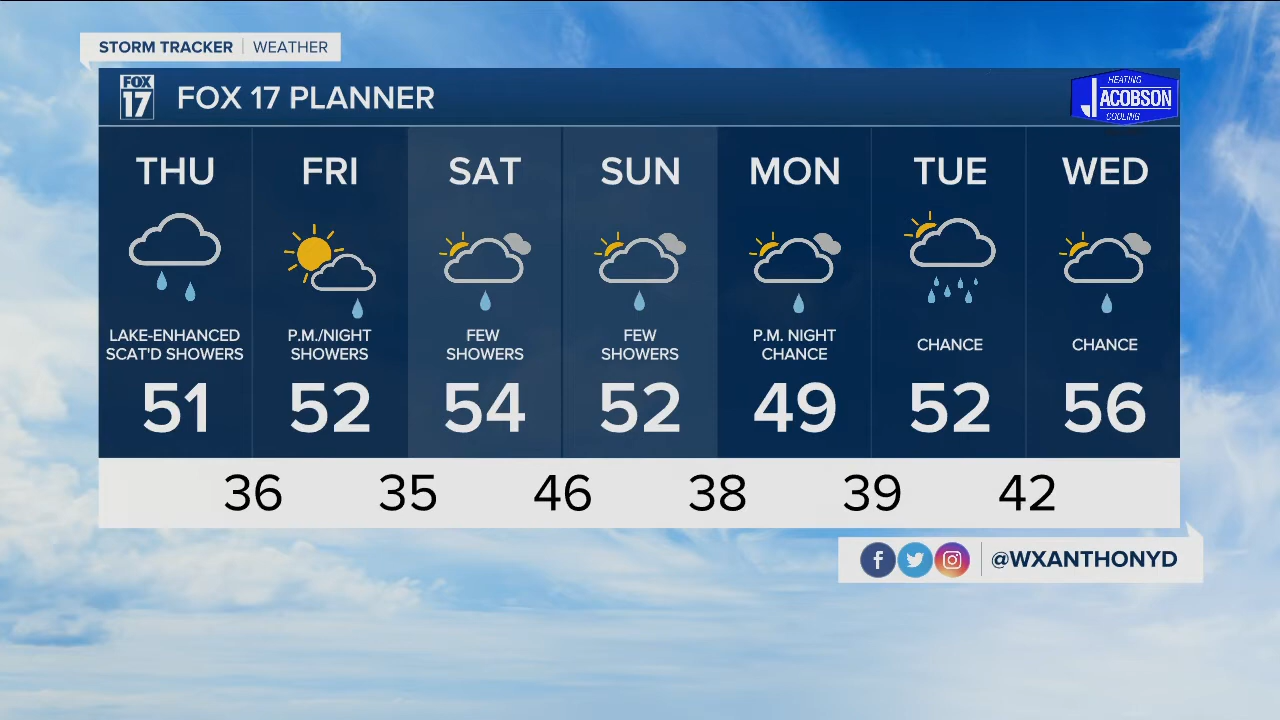 STORM TRACKER | WEATHER
FOX
17
FOX 17 PLANNER
HEATING
JACOBSON
COOLING
THU
FRI
SAT
SUN
MON
TUE
WED
LAKE-ENHANCED
SCAT'D SHOWERS
P.M./NIGHT
SHOWERS
FEW
SHOWERS
FEW
SHOWERS
P.M. NIGHT
CHANCE
CHANCE
CHANCE
51
52
54
52
49
52
56
36
35
46
38
39
42
@WXANTHONYD